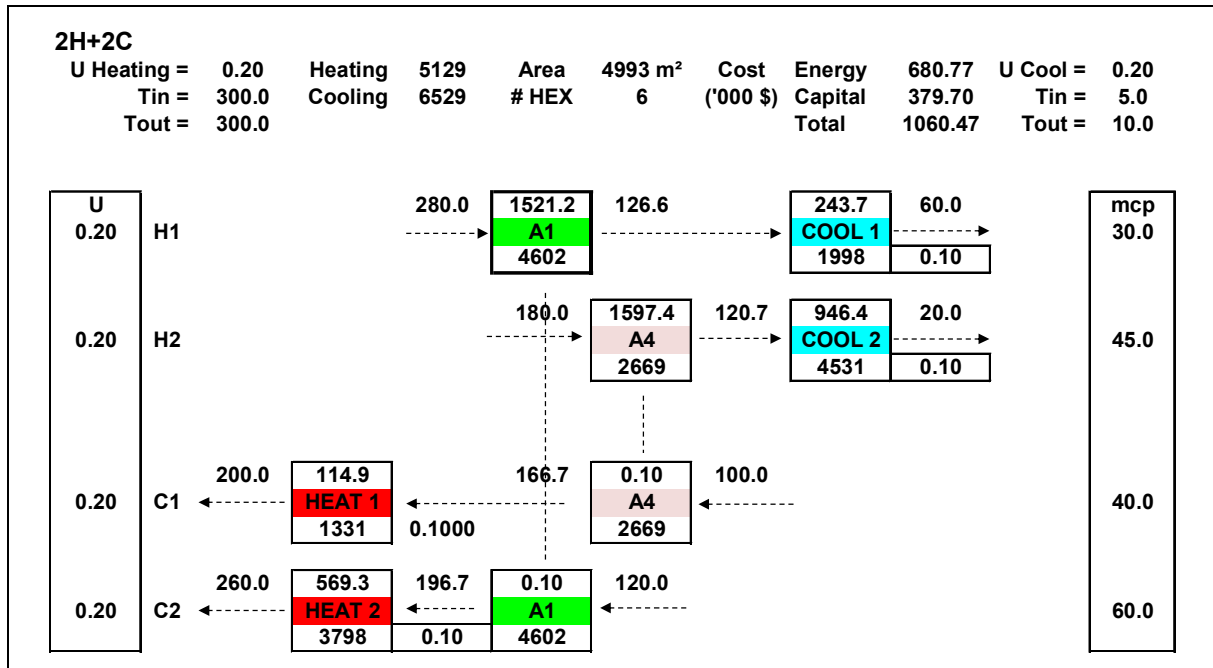 2H+2C
U Heating = 0.20 Heating 5129 Area 4993 m² Cost Energy 680.77 U Cool = 0.20
Tin = 300.0 Cooling 6529 # HEX 6 ('000 $) Capital 379.70 Tin = 5.0
Tout = 300.0 Total 1060.47 Tout = 10.0
U 280.0 1521.2 126.6 243.7 60.0 mcp
0.20 H1 A1 COOL 1 30.0
4602 1998 0.10
180.0 1597.4 120.7 946.4 20.0
0.20 H2 A4 COOL 2 45.0
2669 4531 0.10
200.0 114.9 166.7 0.10 100.0
0.20 C1 HEAT 1 A4 40.0
1331 0.1000 2669
260.0 569.3 196.7 0.10 120.0
0.20 C2 HEAT 2 A1 60.0
3798 0.10 4602